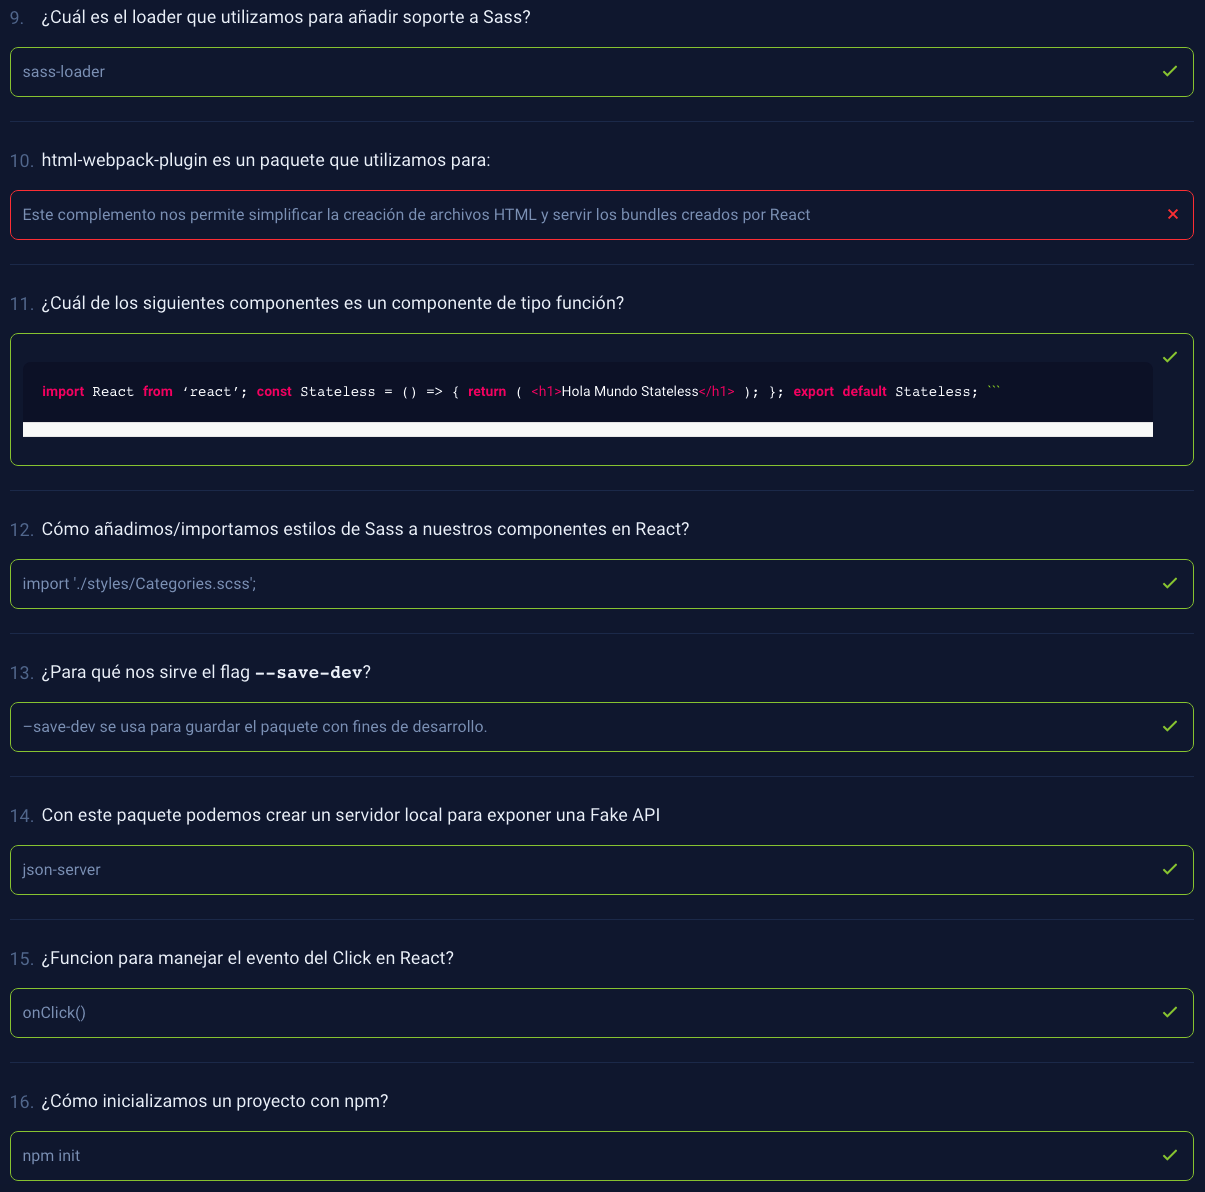 9. ¿Cuál es el loader que utilizamos para añadir soporte a Sass?
sass-loader
10. html-webpack-plugin es un paquete que utilizamos para:
Este complemento nos permite simplificar la creación de archivos HTML y servir los bundles creados por React
11. ¿Cuál de los siguientes componentes es un componente de tipo función?
import React from ‘react’; const Stateless = () => { return ( <h1>Hola Mundo Stateless</h1> ); }; export default Stateless; ```
12. Cómo añadimos/importamos estilos de Sass a nuestros componentes en React?
import './styles/Categories.scss';
13. ¿Para qué nos sirve el flag --save-dev?
–save-dev se usa para guardar el paquete con fines de desarrollo.
14. Con este paquete podemos crear un servidor local para exponer una Fake API
json-server
15. ¿Funcion para manejar el evento del Click en React?
onClick()
16. ¿Cómo inicializamos un proyecto con npm?
npm init